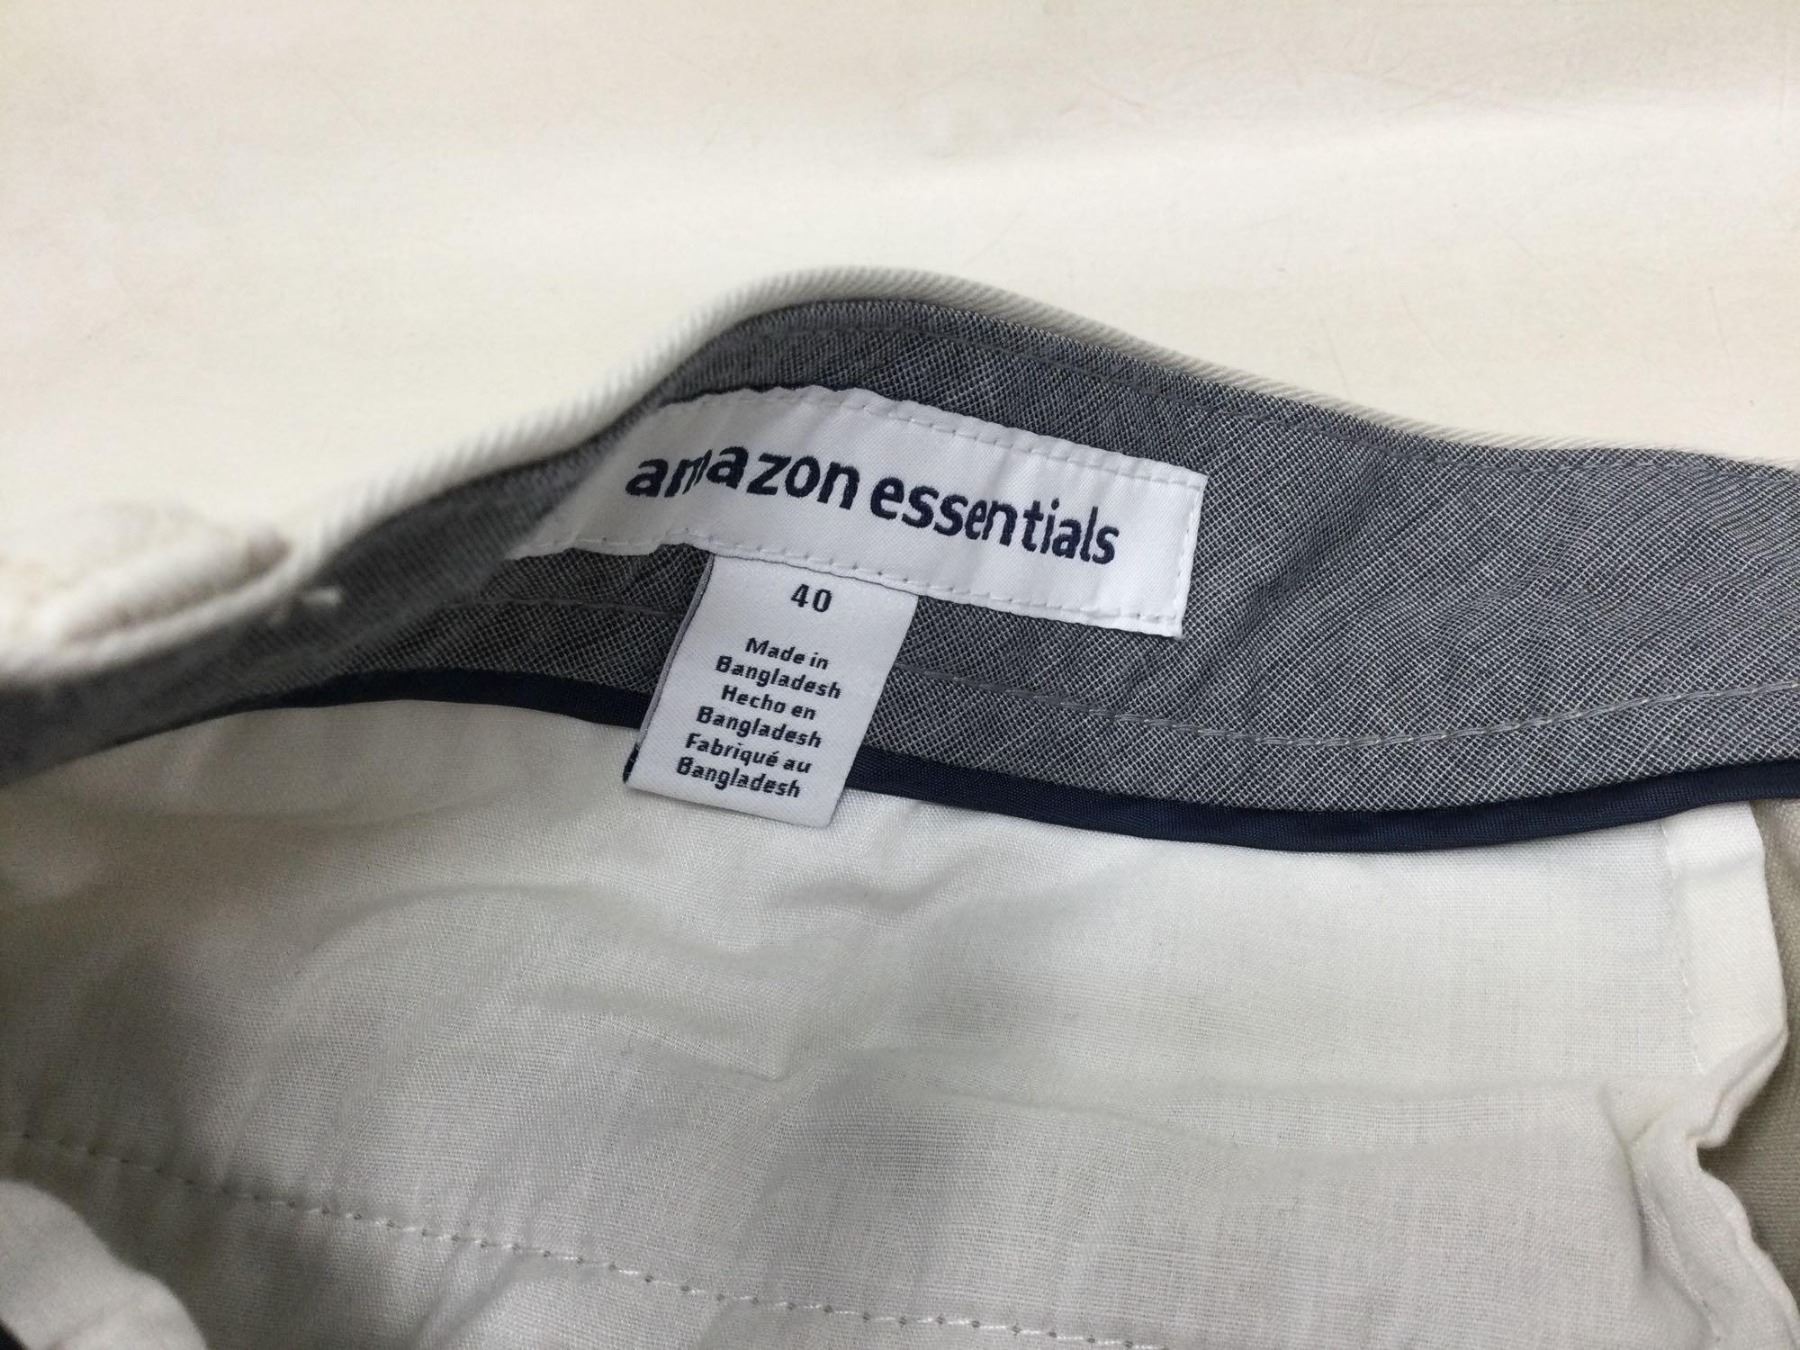 amazon essentials
40
Made in
Bangladesh
Hecho en
Bangladesh
Fabriqué au
Bangladesh